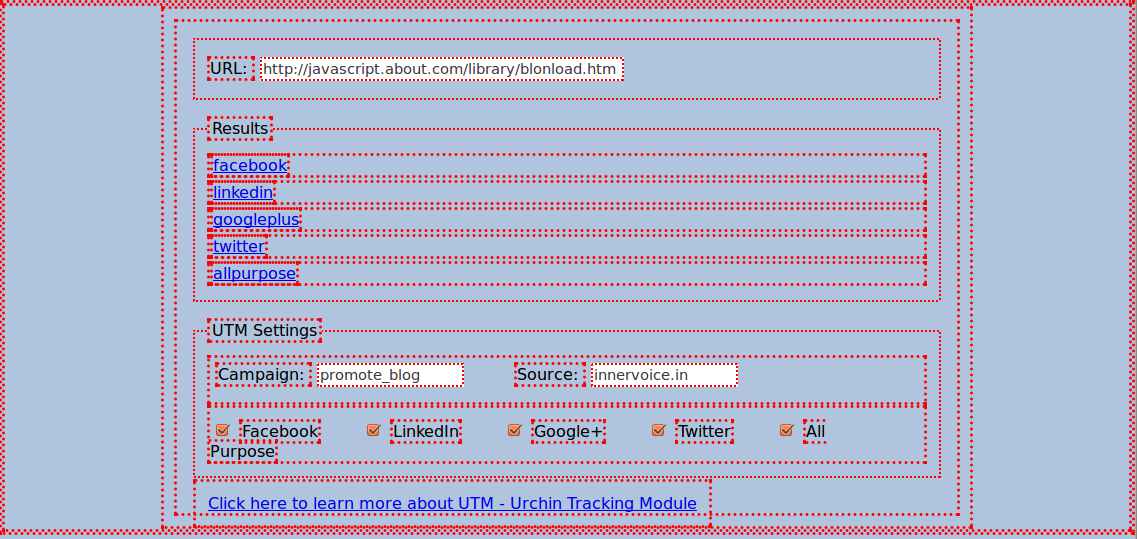 URL: http://javascript.about.com/library/blonload.htm
Results
facebook
linkedin
googleplus
twitter
allpurpose
UTM Settings
Campaign: promote_blog Source: innervoice.in
Facebook LinkedIn Google+ Twitter All
Purpose
Click here to learn more about UTM - Urchin Tracking Module